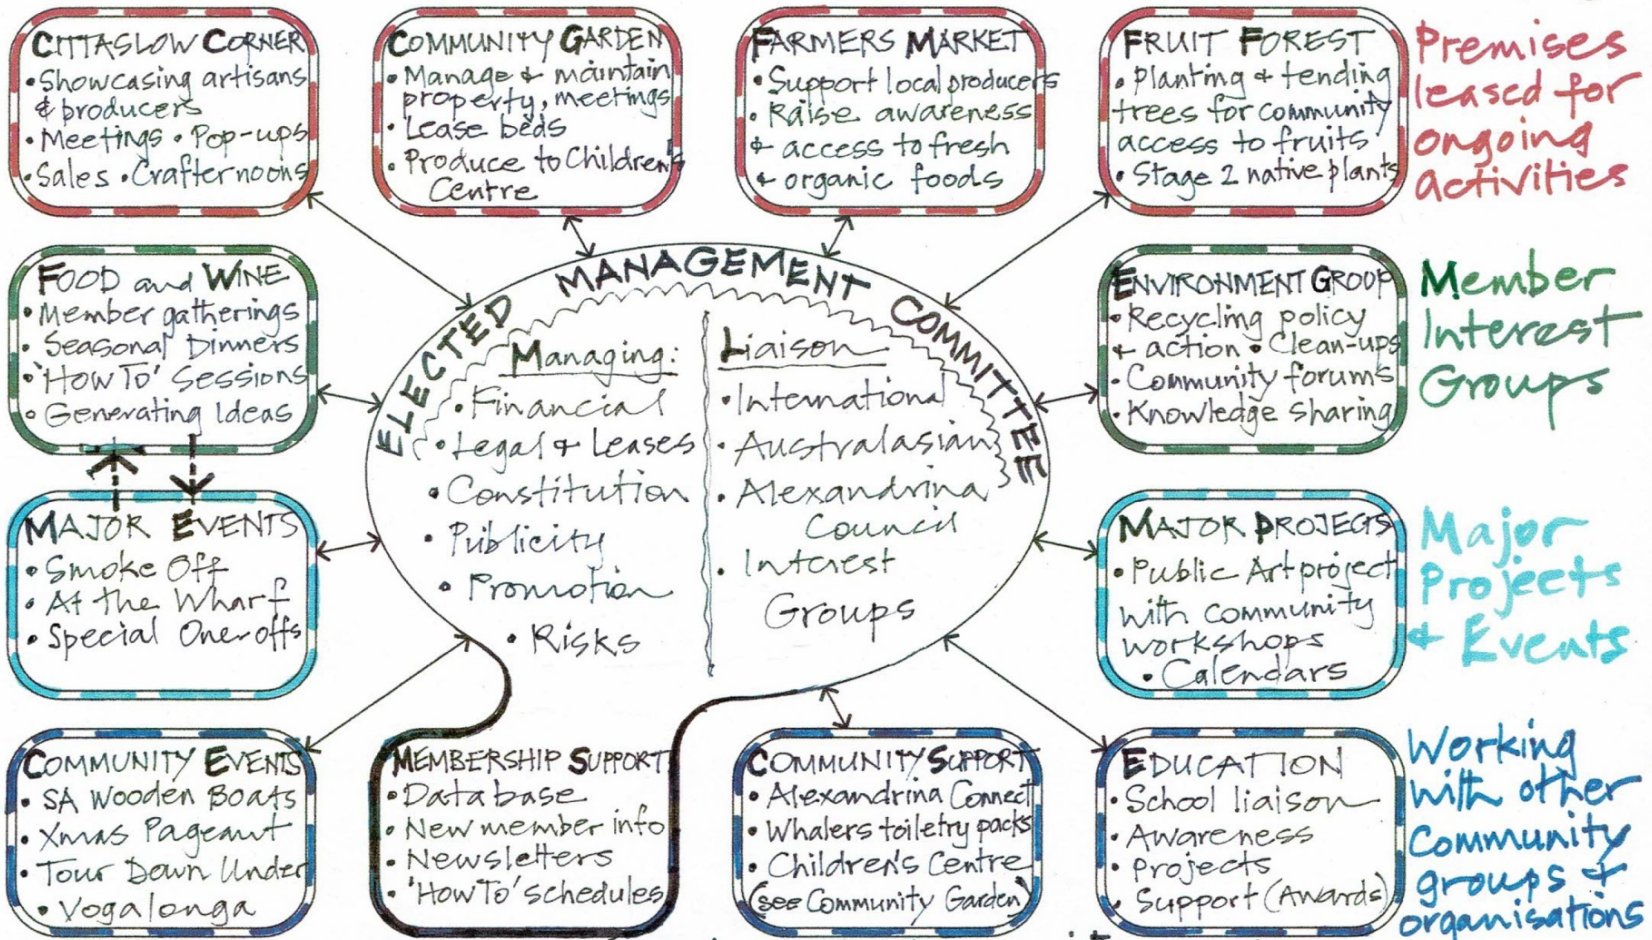 CITTASLOW CORNER
• Showcasing artisans
& producers
• Meetings • Pop-ups
• Sales • Crafternoons
COMMUNITY GARDEN
• Manage & maintain
property, meetings
• Lease beds
• Produce to Children's
Centre
FARMERS MARKET
• Support local producers
• Raise awareness
& access to fresh
& organic foods
FRUIT FOREST
• Planting & tending
trees for community
access to fruits
• Stage 2 native plants
Premises
leased for
ongoing
activities
FOOD and WINE
• Member gatherings
• Seasonal Dinners
• 'How To' Sessions
• Generating Ideas
ELECTED MANAGEMENT COMMITTEE
Managing:
• Financial
• Legal & Leases
• Constitution
• Publicity
• Promotion
• Risks
Liaison
• International
• Australasian
• Alexandrina
Council
• Interest
Groups
ENVIRONMENT GROUP
• Recycling policy
& action • Clean-ups
• Community forums
• Knowledge Sharing
Member
Interest
Groups
MAJOR EVENTS
• Smoke Off
• At the Wharf
• Special One-offs
MAJOR PROJECTS
• Public Art project
with community
workshops
• Calendars
Major
Projects
& Events
COMMUNITY EVENTS
• SA Wooden Boats
• Xmas Pageant
• Tour Down Under
• Vogalonga
MEMBERSHIP SUPPORT
• Database
• New member info
• Newsletters
• 'How To' schedules
COMMUNITY SUPPORT
• Alexandrina Connect
• Whalers toiletry packs
• Children's Centre
(see Community Garden)
EDUCATION
• School liaison
• Awareness
• Projects
• Support (Awards)
Working
with other
community
groups &
organisations